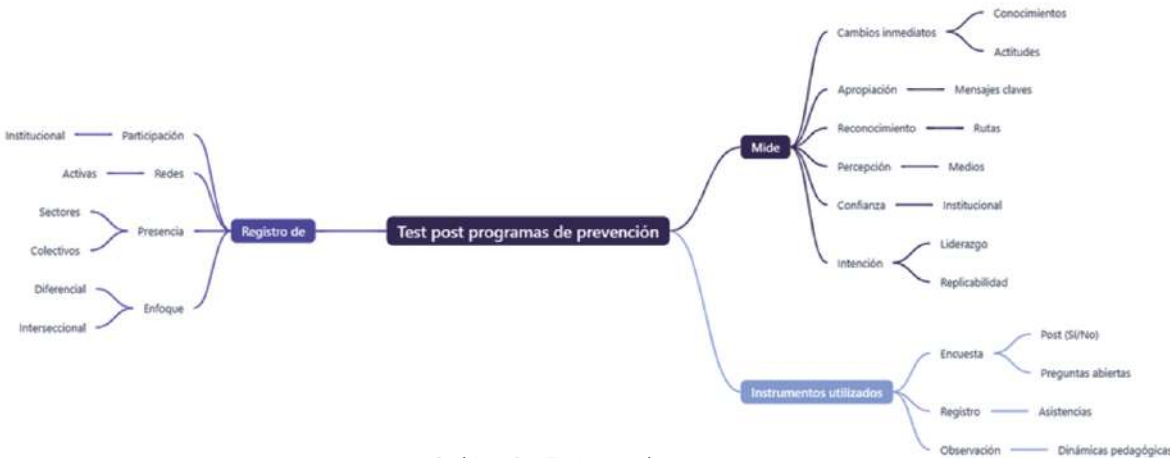 Test post programas de prevención
Mide
Cambios inmediatos
Conocimientos
Actitudes
Apropiación
Mensajes claves
Reconocimiento
Rutas
Percepción
Medios
Confianza
Institucional
Intención
Liderazgo
Replicabilidad
Instrumentos utilizados
Encuesta
Post (Sí/No)
Preguntas abiertas
Registro
Asistencias
Observación
Dinámicas pedagógicas
Registro de
Participación
Institucional
Redes
Activas
Presencia
Sectores
Colectivos
Enfoque
Diferencial
Interseccional